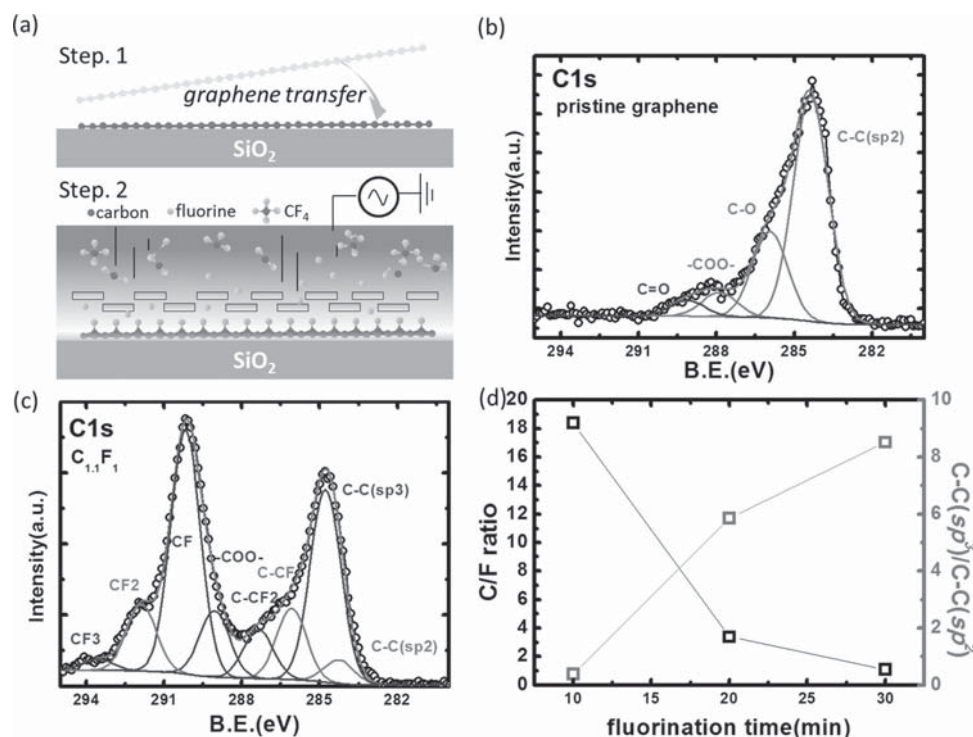 (a)
Step. 1
graphene transfer
SiO₂
Step. 2
carbon fluorine CF₄
SiO₂
(b)
C1s
pristine graphene
C-C(sp2)
C-O
-COO-
C=O
Intensity(a.u.)
294 291 288 285 282
B.E.(eV)
(c)
C1s
C₁.₁F₁
C-C(sp3)
CF
-COO-
C-CF
CF2
C-CF2
CF3
C-C(sp2)
Intensity(a.u.)
294 291 288 285 282
B.E.(eV)
(d)
20
18
16
14
12
10
8
6
4
2
0
C/F ratio
10
8
6
4
2
0
C-C(sp³)/C-C(sp²)
10 15 20 25 30
fluorination time(min)